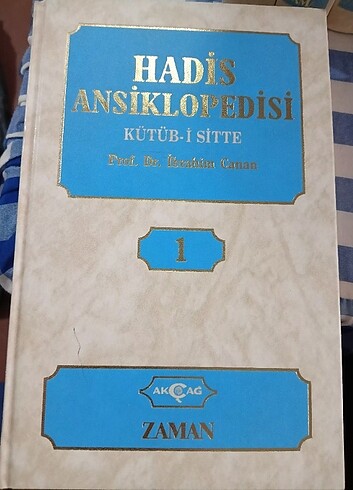 HADİS
ANSİKLOPEDİSİ
KÜTÜB-İ SİTTE
Prof. Dr. İbrahim Canan
1
AKÇAĞ
ZAMAN